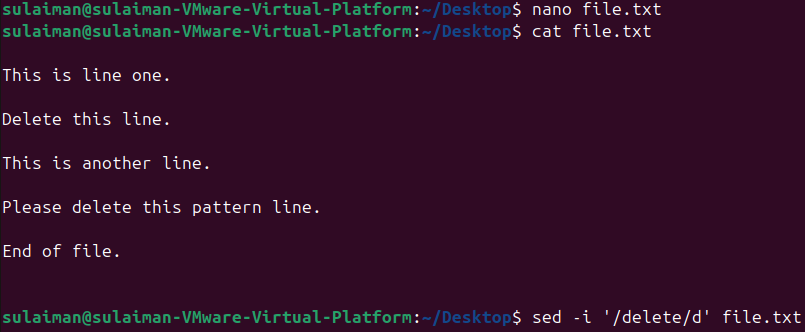 sulaiman@sulaiman-VMware-Virtual-Platform:~/Desktop$ nano file.txt
sulaiman@sulaiman-VMware-Virtual-Platform:~/Desktop$ cat file.txt
This is line one.
Delete this line.
This is another line.
Please delete this pattern line.
End of file.
sulaiman@sulaiman-VMware-Virtual-Platform:~/Desktop$ sed -i '/delete/d' file.txt